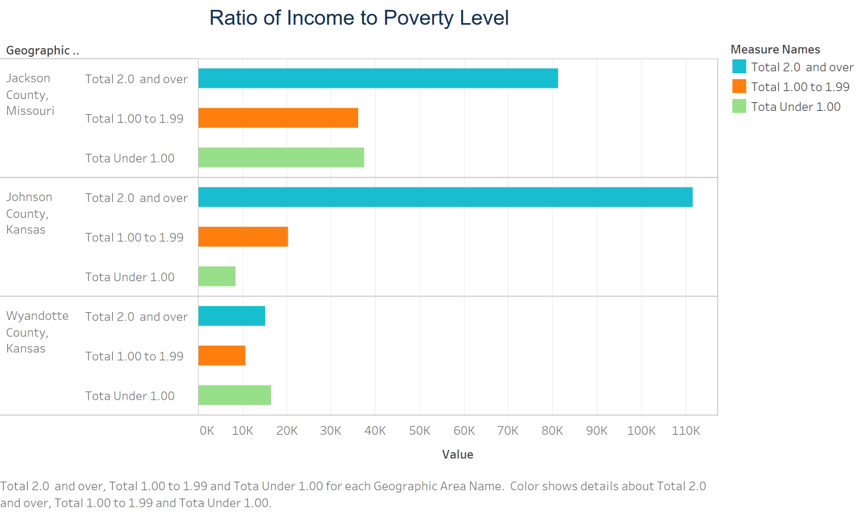 Ratio of Income to Poverty Level
Geographic ..
Measure Names
Total 2.0  and over
Total 1.00 to 1.99
Tota Under 1.00
Jackson
County,
Missouri
Total 2.0  and over
Total 1.00 to 1.99
Tota Under 1.00
Johnson
County,
Kansas
Total 2.0  and over
Total 1.00 to 1.99
Tota Under 1.00
Wyandotte
County,
Kansas
Total 2.0  and over
Total 1.00 to 1.99
Tota Under 1.00
0K 10K 20K 30K 40K 50K 60K 70K 80K 90K 100K 110K
Value
Total 2.0  and over, Total 1.00 to 1.99 and Tota Under 1.00 for each Geographic Area Name.  Color shows details about Total 2.0
and over, Total 1.00 to 1.99 and Tota Under 1.00.